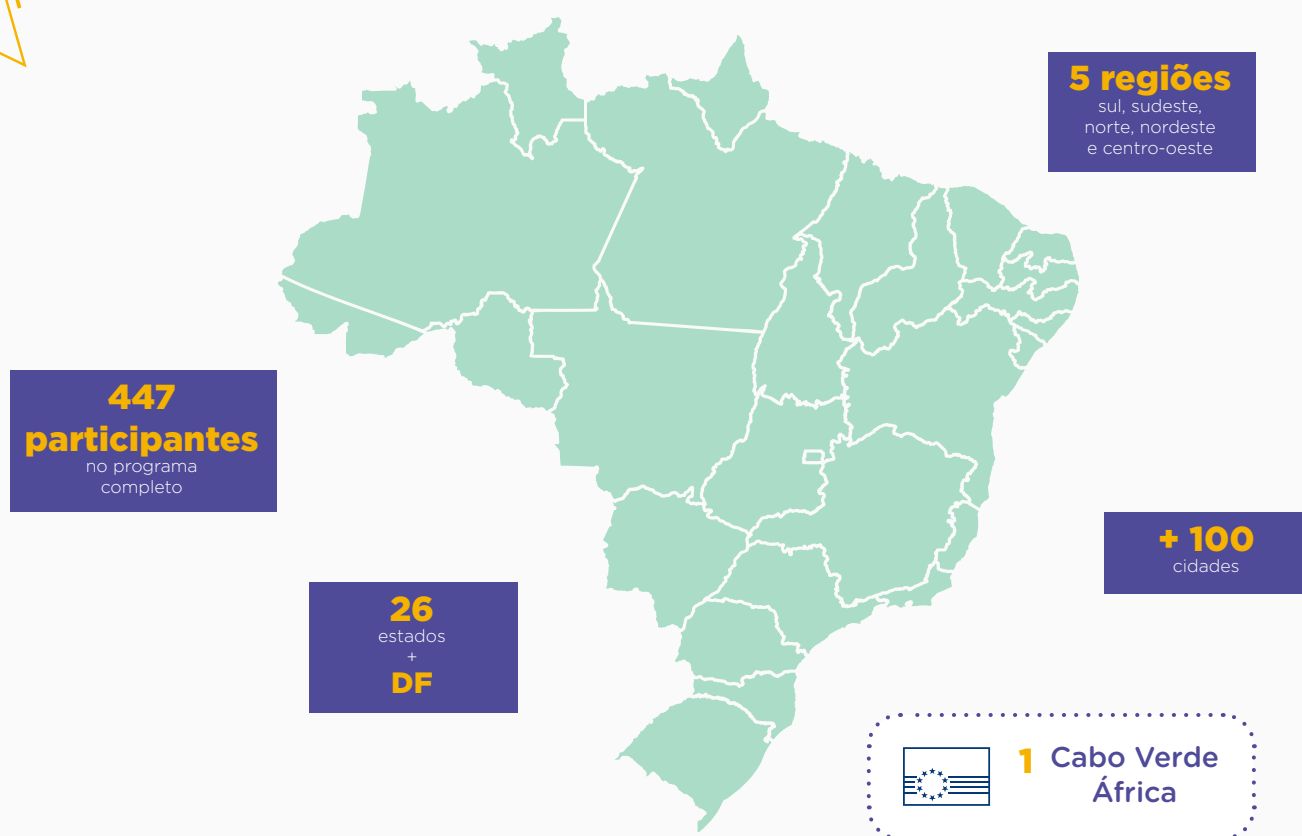 5 regiões
sul, sudeste,
norte, nordeste
e centro-oeste
447
participantes
no programa
completo
+ 100
cidades
26
estados
+
DF
1 Cabo Verde
África